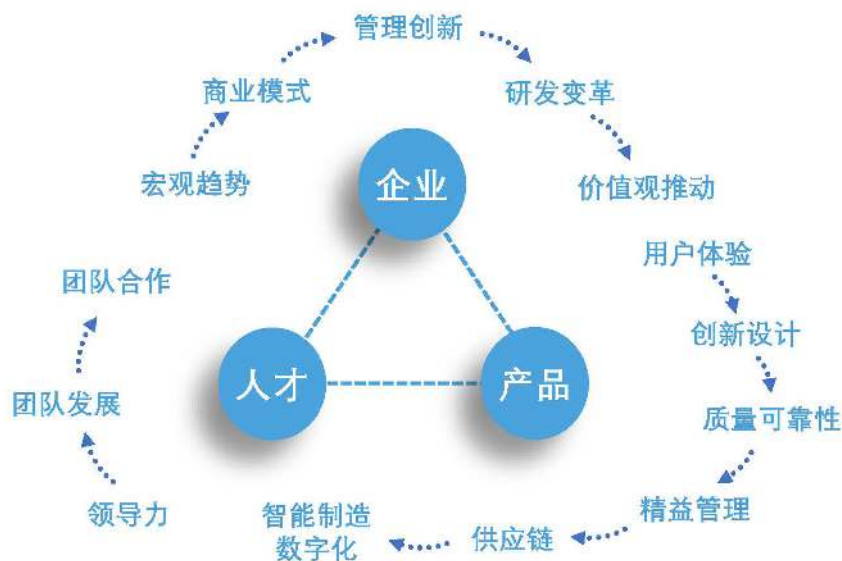 管理创新
商业模式
研发变革
宏观趋势
企业
价值观推动
用户体验
团队合作
创新设计
人才
产品
团队发展
质量可靠性
领导力
智能制造
数字化
供应链
精益管理